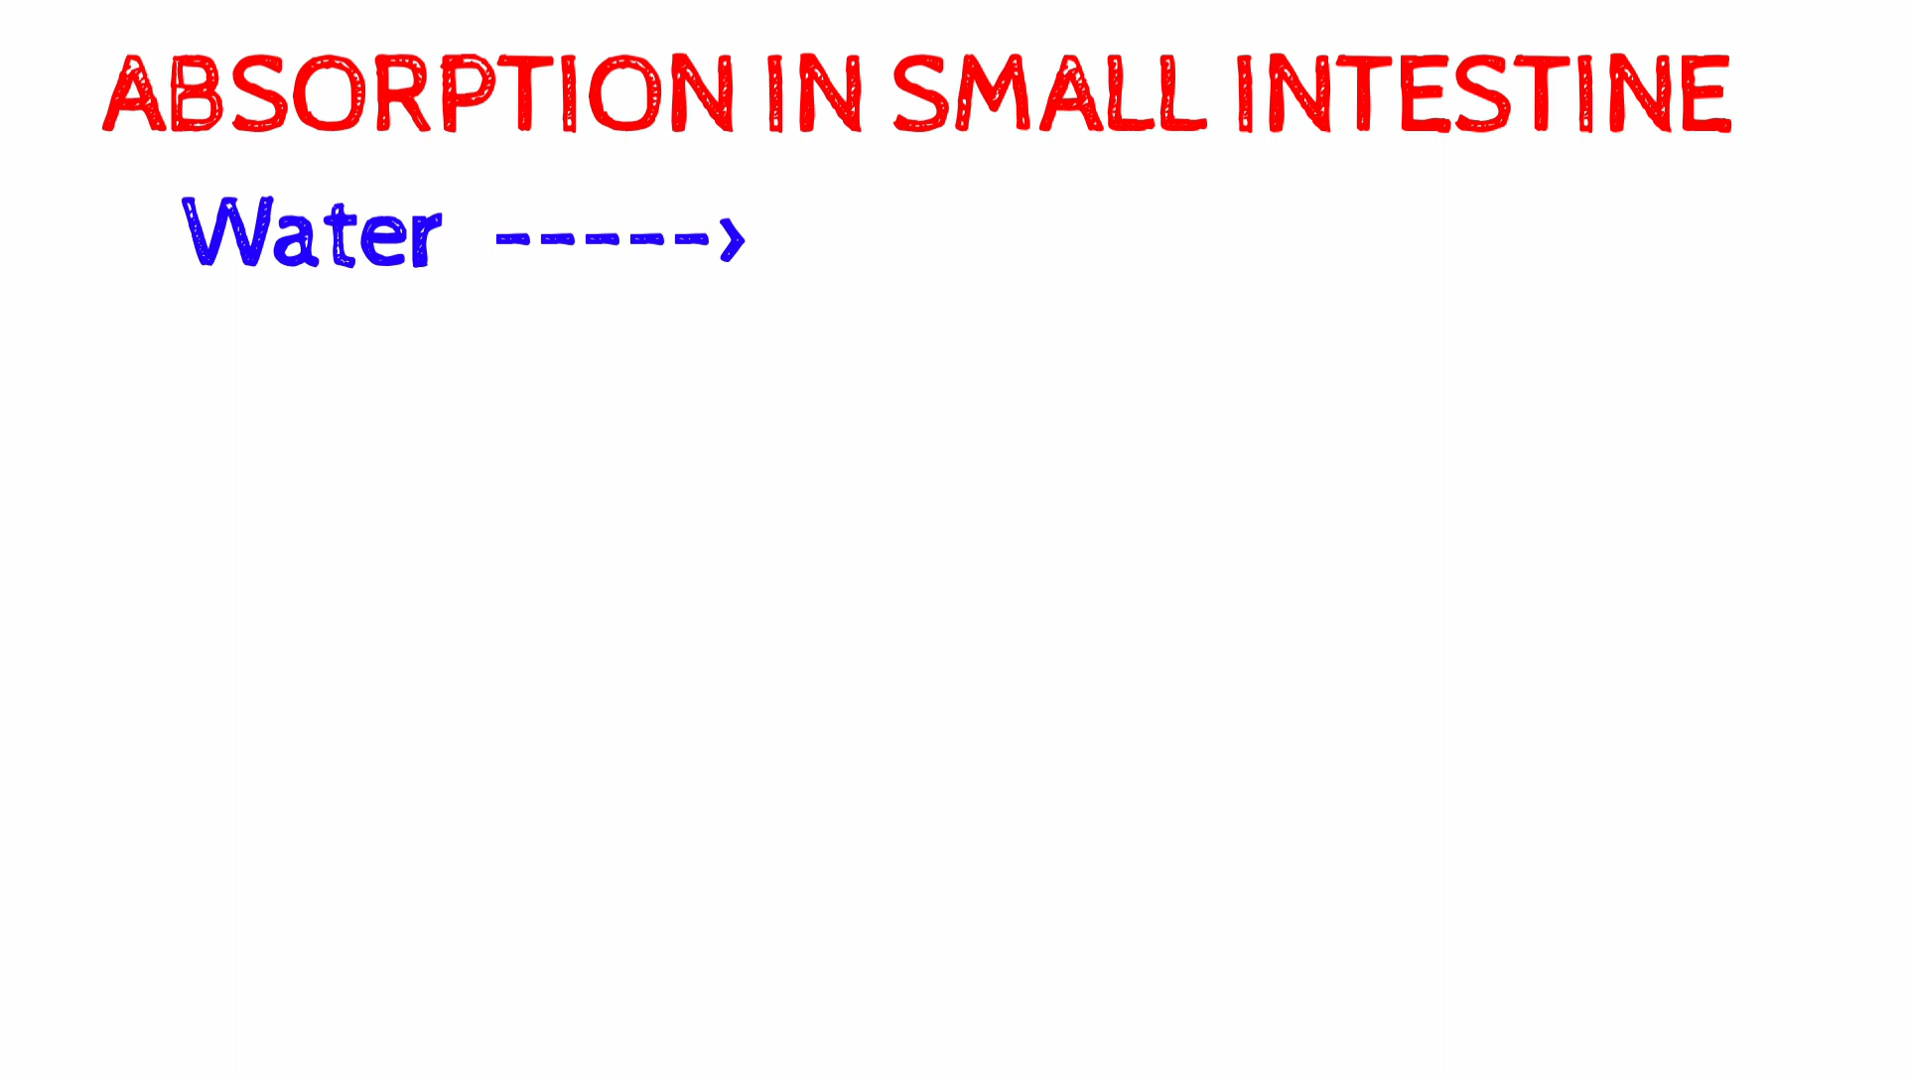 ABSORPTION IN SMALL INTESTINE
Water ----->